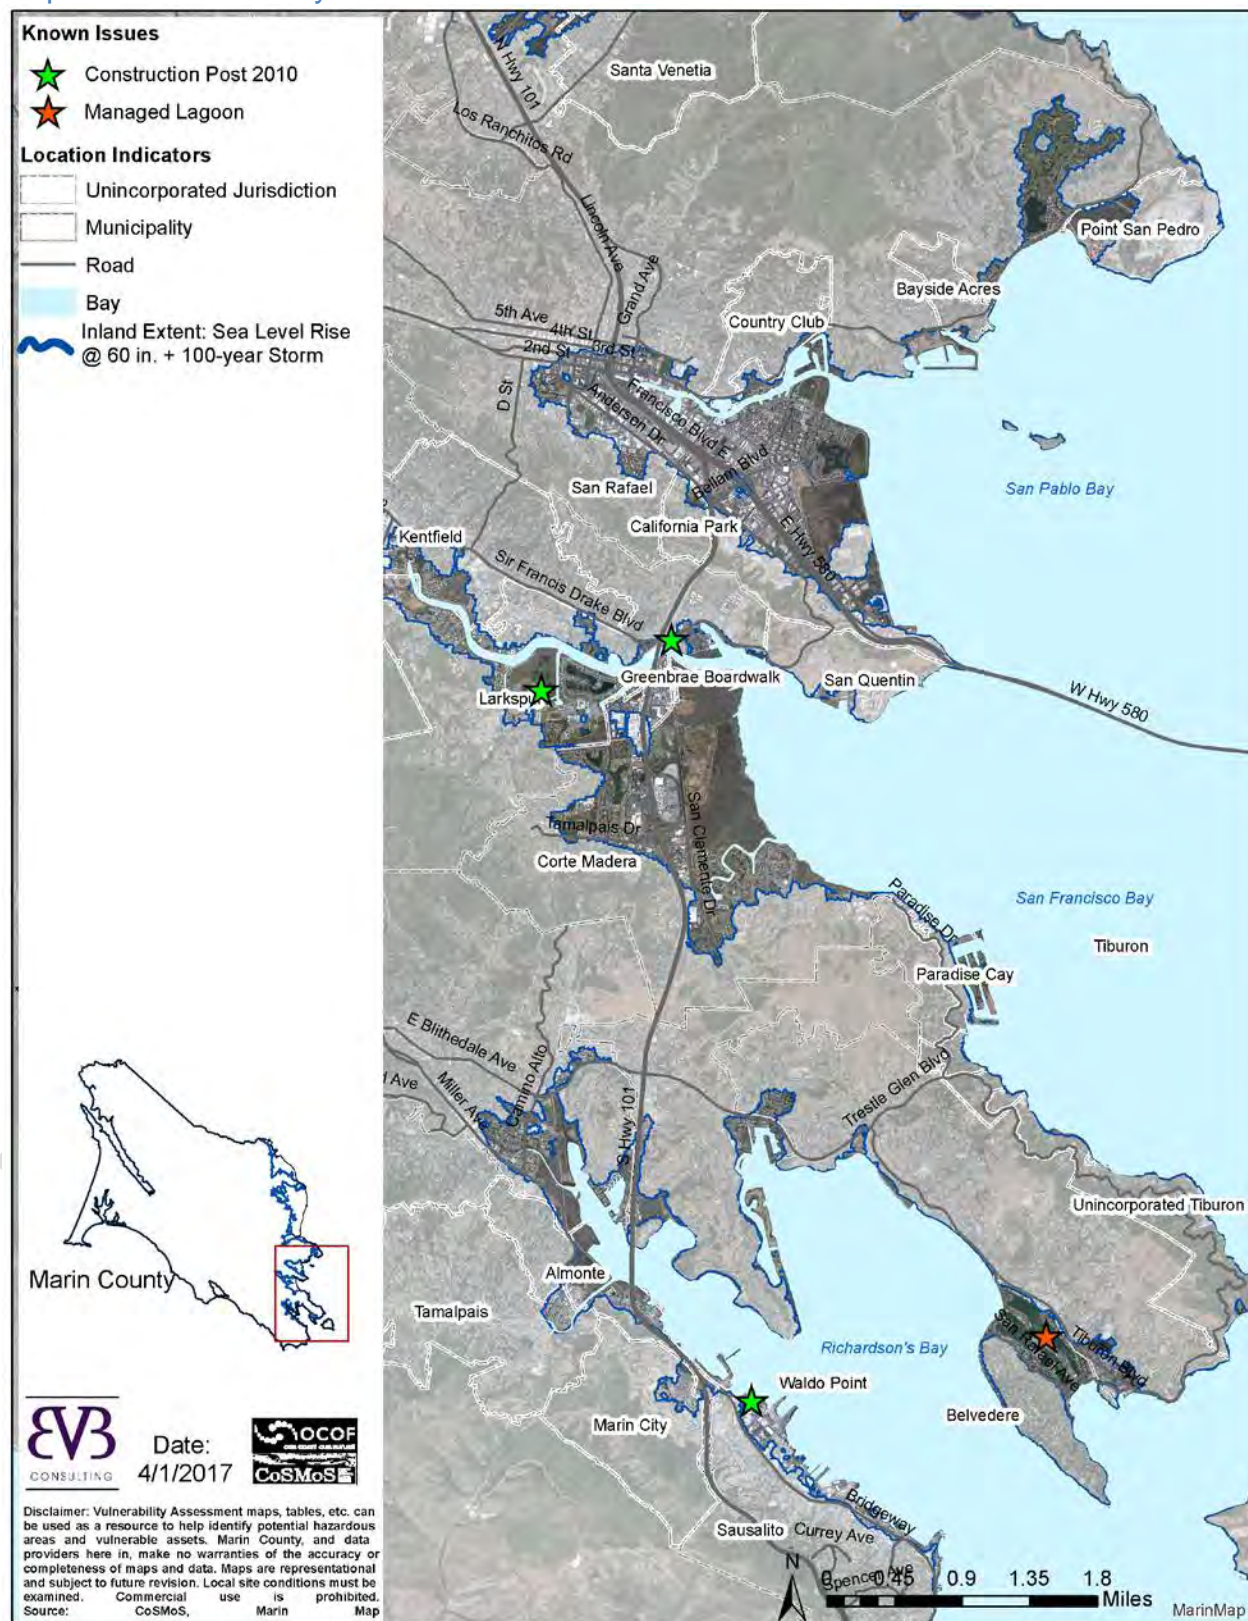 Known Issues
Construction Post 2010
Managed Lagoon
Location Indicators
Unincorporated Jurisdiction
Municipality
Road
Bay
Inland Extent: Sea Level Rise
@ 60 in. + 100-year Storm
N Hwy 101
Santa Venetia
Los Ranchitos Rd
Lincoln Ave
Grand Ave
Point San Pedro
Bayside Acres
Country Club
5th Ave
4th St
3rd St
2nd St
D St
Francisco Blvd E
Andersen Dr
Bellam Blvd
San Rafael
San Pablo Bay
California Park
E Hwy 580
Kentfield
Sir Francis Drake Blvd
Greenbrae Boardwalk
San Quentin
Larkspu
W Hwy 580
San Clemente Dr
Tamalpais Dr
Corte Madera
Paradise Dr
San Francisco Bay
Tiburon
Paradise Cay
E Blithedale Ave
Camino Alto
d Ave
Miller Ave
S Hwy 101
Trestle Glen Blvd
Unincorporated Tiburon
Almonte
Tamalpais
Richardson's Bay
San Rafael Ave
Tiburon Blvd
Waldo Point
Belvedere
Marin City
Bridgeway
Sausalito
Currey Ave
Spencer Ave
Marin County
EVB
CONSULTING
Date:
4/1/2017
OCOF
OUR COAST OUR FUTURE
CoSMoS
Disclaimer: Vulnerability Assessment maps, tables, etc. can
be used as a resource to help identify potential hazardous
areas and vulnerable assets. Marin County, and data
providers here in, make no warranties of the accuracy or
completeness of maps and data. Maps are representational
and subject to future revision. Local site conditions must be
examined. Commercial use is prohibited.
Source: CoSMoS, Marin Map
N
0 0.45 0.9 1.35 1.8
Miles
MarinMap